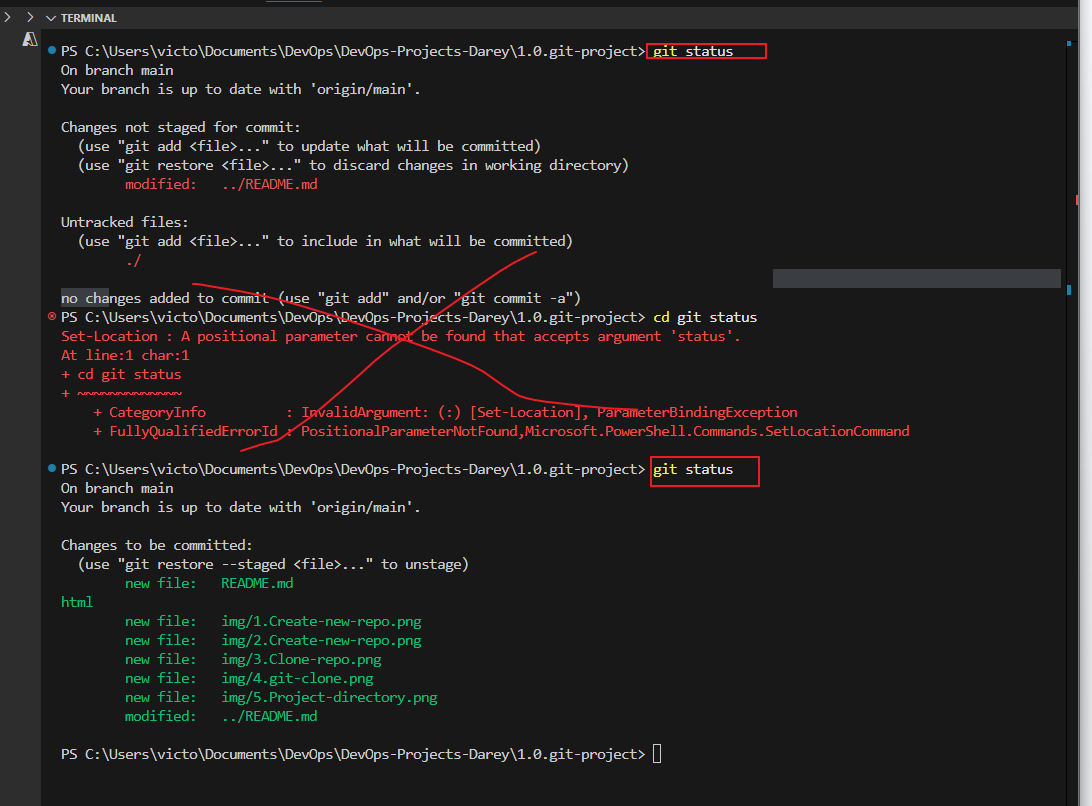 TERMINAL
PS C:\Users\victo\Documents\DevOps\DevOps-Projects-Darey\1.0.git-project> git status
On branch main
Your branch is up to date with 'origin/main'.
Changes not staged for commit:
  (use "git add <file>..." to update what will be committed)
  (use "git restore <file>..." to discard changes in working directory)
        modified:   ../README.md
Untracked files:
  (use "git add <file>..." to include in what will be committed)
        ./
no changes added to commit (use "git add" and/or "git commit -a")
PS C:\Users\victo\Documents\DevOps\DevOps-Projects-Darey\1.0.git-project> cd git status
Set-Location : A positional parameter cannot be found that accepts argument 'status'.
At line:1 char:1
+ cd git status
+ ~~~~~~~~~~~~~
    + CategoryInfo          : InvalidArgument: (:) [Set-Location], ParameterBindingException
    + FullyQualifiedErrorId : PositionalParameterNotFound,Microsoft.PowerShell.Commands.SetLocationCommand
PS C:\Users\victo\Documents\DevOps\DevOps-Projects-Darey\1.0.git-project> git status
On branch main
Your branch is up to date with 'origin/main'.
Changes to be committed:
  (use "git restore --staged <file>..." to unstage)
        new file:   README.md
html
        new file:   img/1.Create-new-repo.png
        new file:   img/2.Create-new-repo.png
        new file:   img/3.Clone-repo.png
        new file:   img/4.git-clone.png
        new file:   img/5.Project-directory.png
        modified:   ../README.md
PS C:\Users\victo\Documents\DevOps\DevOps-Projects-Darey\1.0.git-project>